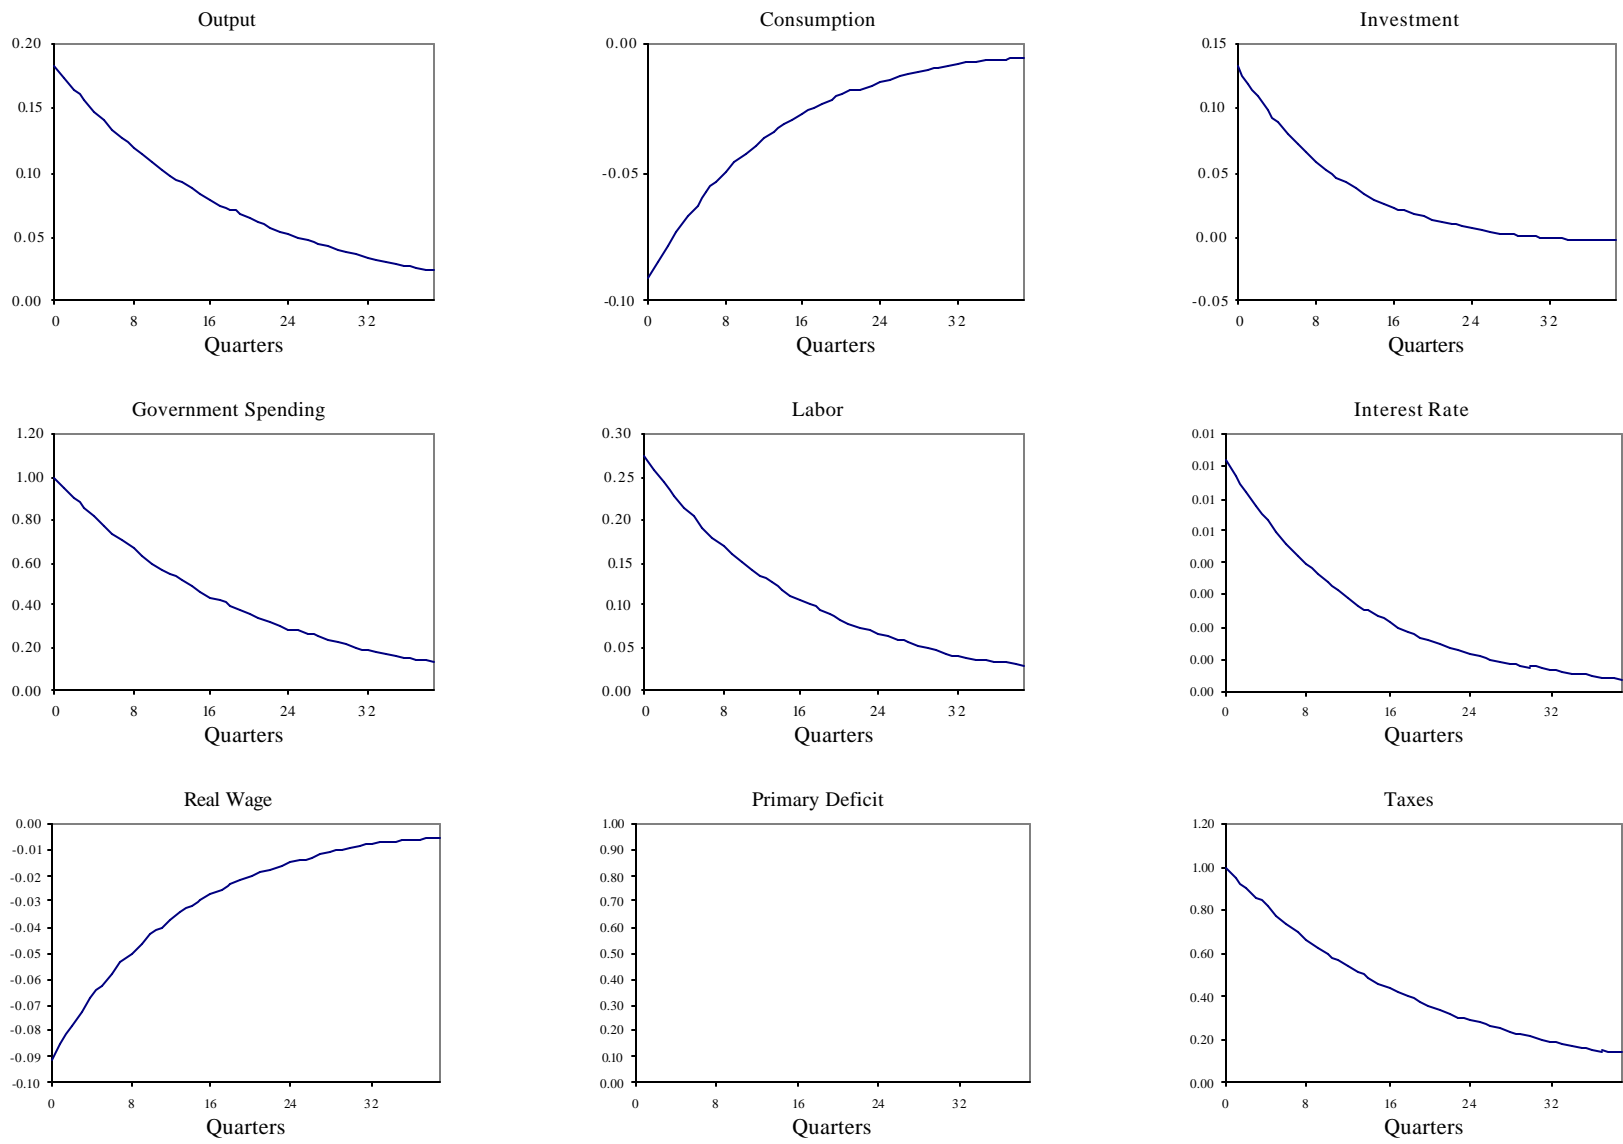 Output
0.20
0.15
0.10
0.05
0.00
0 8 16 24 32
Quarters
Consumption
0.00
-0.05
-0.10
0 8 16 24 32
Quarters
Investment
0.15
0.10
0.05
0.00
-0.05
0 8 16 24 32
Quarters
Government Spending
1.20
1.00
0.80
0.60
0.40
0.20
0.00
0 8 16 24 32
Quarters
Labor
0.30
0.25
0.20
0.15
0.10
0.05
0.00
0 8 16 24 32
Quarters
Interest Rate
0.01
0.01
0.01
0.01
0.00
0.00
0.00
0.00
0.00
0 8 16 24 32
Quarters
Real Wage
0.00
-0.01
-0.02
-0.03
-0.04
-0.05
-0.06
-0.07
-0.08
-0.09
-0.10
0 8 16 24 32
Quarters
Primary Deficit
1.00
0.90
0.80
0.70
0.60
0.50
0.40
0.30
0.20
0.10
0.00
0 8 16 24 32
Quarters
Taxes
1.20
1.00
0.80
0.60
0.40
0.20
0.00
0 8 16 24 32
Quarters